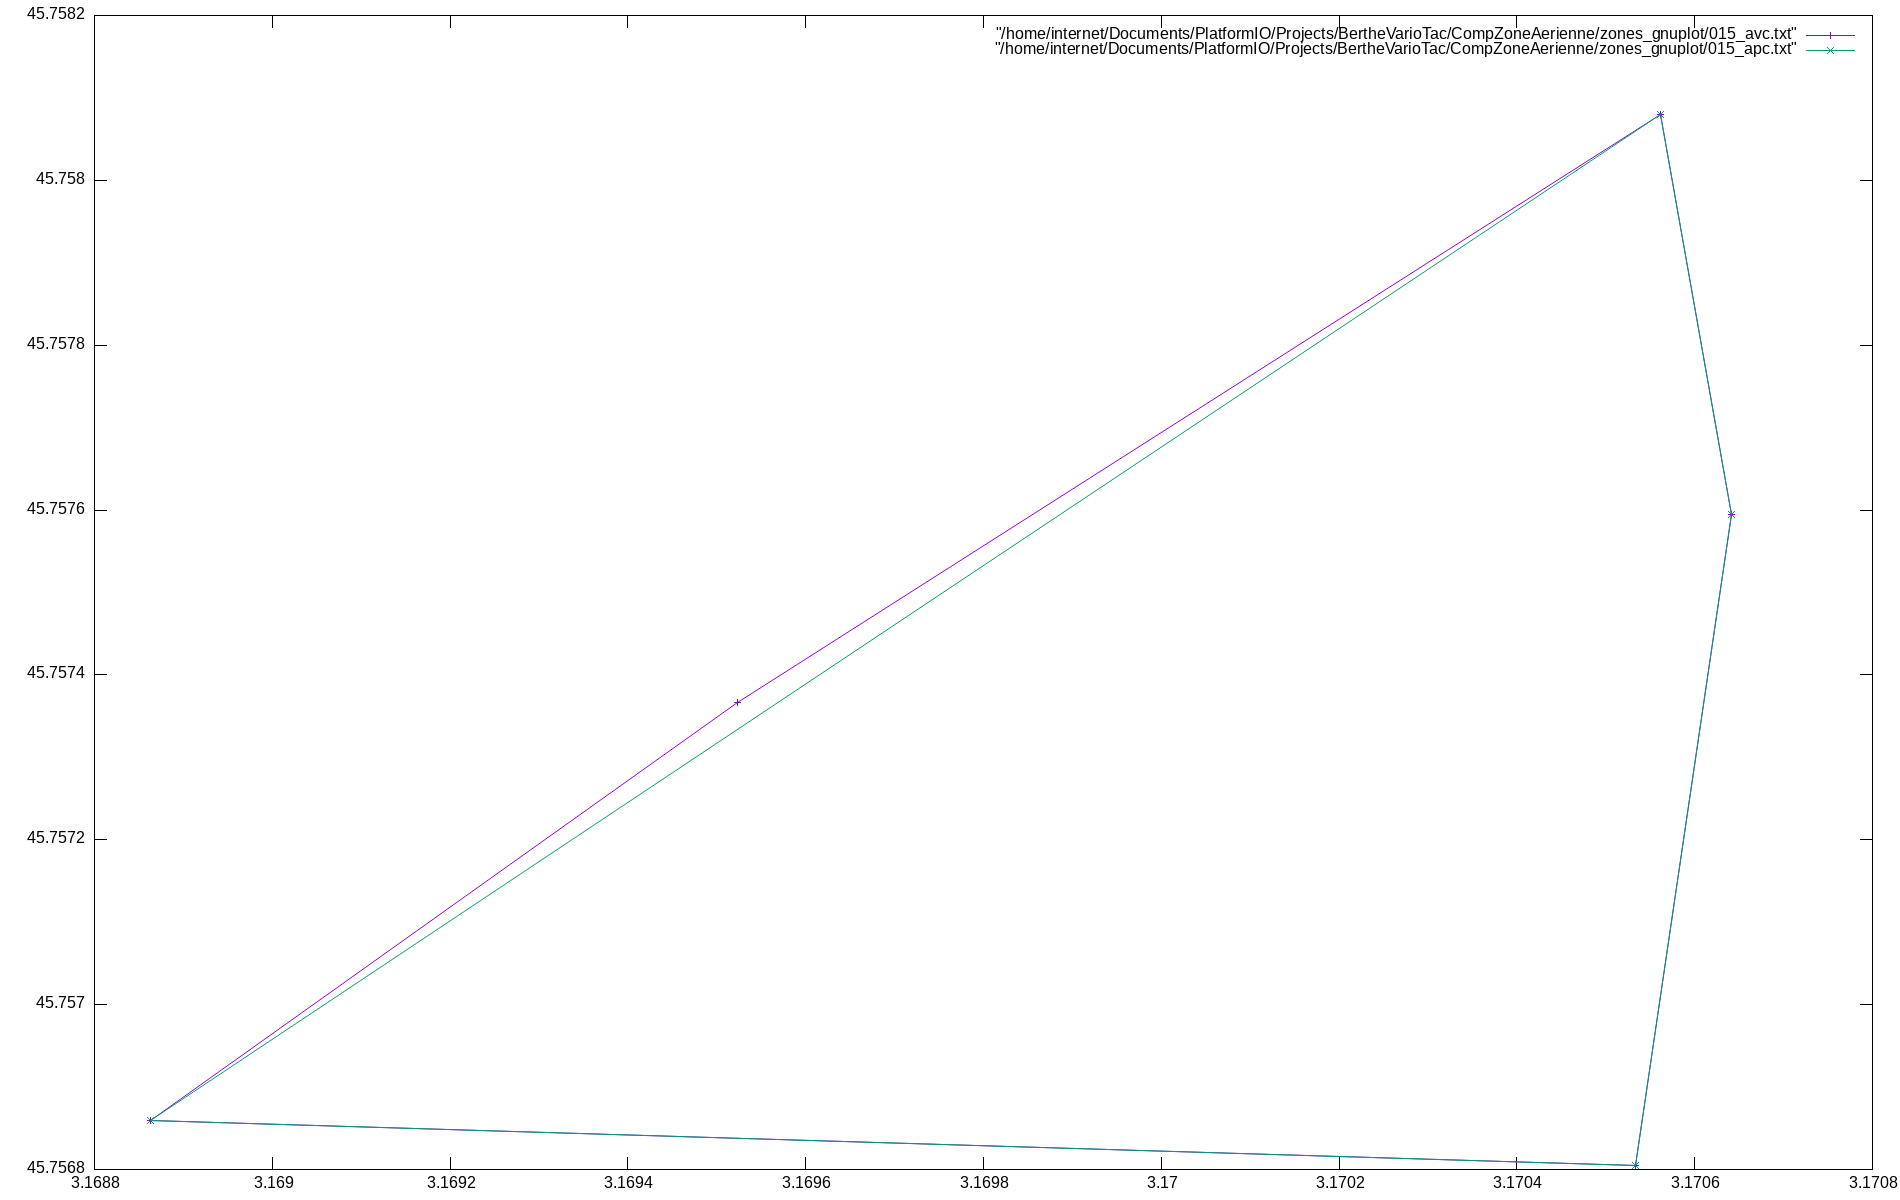 45.7582
"/home/internet/Documents/PlatformIO/Projects/BertheVarioTac/CompZoneAerienne/zones_gnuplot/015_avc.txt"
"/home/internet/Documents/PlatformIO/Projects/BertheVarioTac/CompZoneAerienne/zones_gnuplot/015_apc.txt"
45.758
45.7578
45.7576
45.7574
45.7572
45.757
45.7568
3.1688 3.169 3.1692 3.1694 3.1696 3.1698 3.17 3.1702 3.1704 3.1706 3.1708